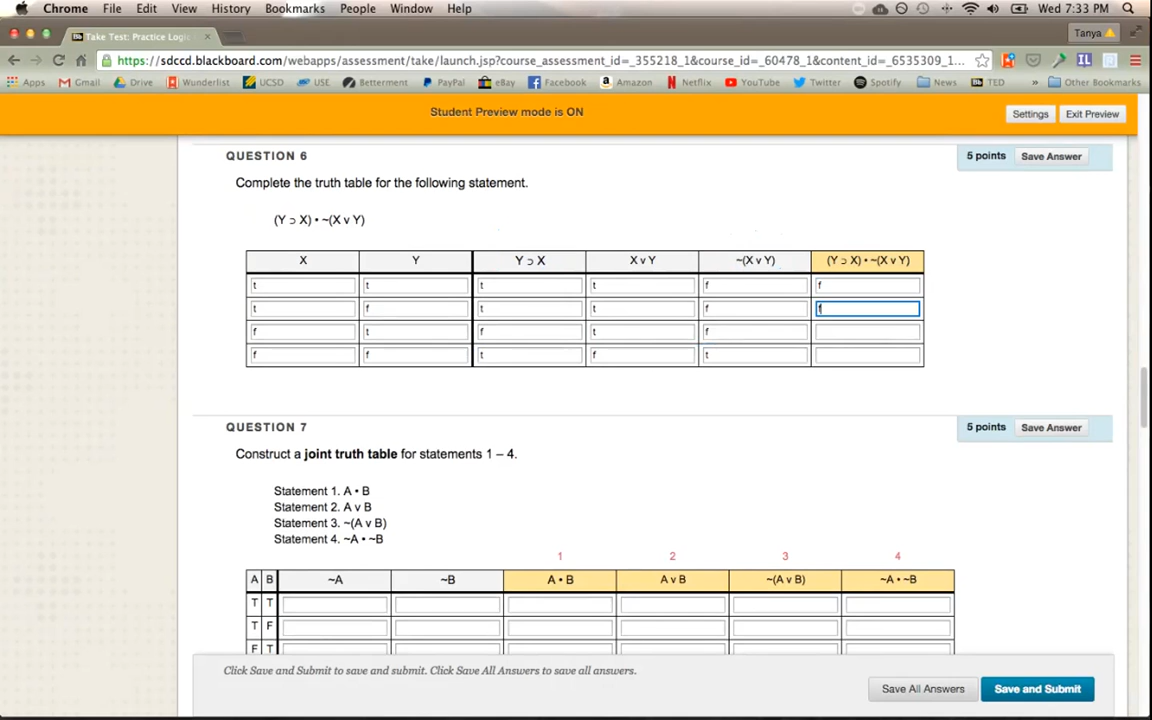 Chrome File Edit View History Bookmarks People Window Help Wed 7:33 PM
Take Test: Practice Logic Tanya
https://sdccd.blackboard.com/webapps/assessment/take/launch.jsp?course_assessment_id=_355218_1&course_id=_60478_1&content_id=_6535309_1...
Apps Gmail Drive Wunderlist UCSD USE Betterment PayPal eBay Facebook Amazon Netflix YouTube Twitter Spotify News TED » Other Bookmarks
Student Preview mode is ON Settings Exit Preview
QUESTION 6 5 points Save Answer
Complete the truth table for the following statement.
(Y ⊃ X) • ~(X v Y)
X Y Y ⊃ X X v Y ~(X v Y) (Y ⊃ X) • ~(X v Y)
t t t t f f
t f t t f f
f t f t f
f f t f t
QUESTION 7 5 points Save Answer
Construct a joint truth table for statements 1 – 4.
Statement 1. A • B
Statement 2. A v B
Statement 3. ~(A v B)
Statement 4. ~A • ~B
1 2 3 4
A B ~A ~B A • B A v B ~(A v B) ~A • ~B
T T
T F
F T
Click Save and Submit to save and submit. Click Save All Answers to save all answers.
Save All Answers Save and Submit